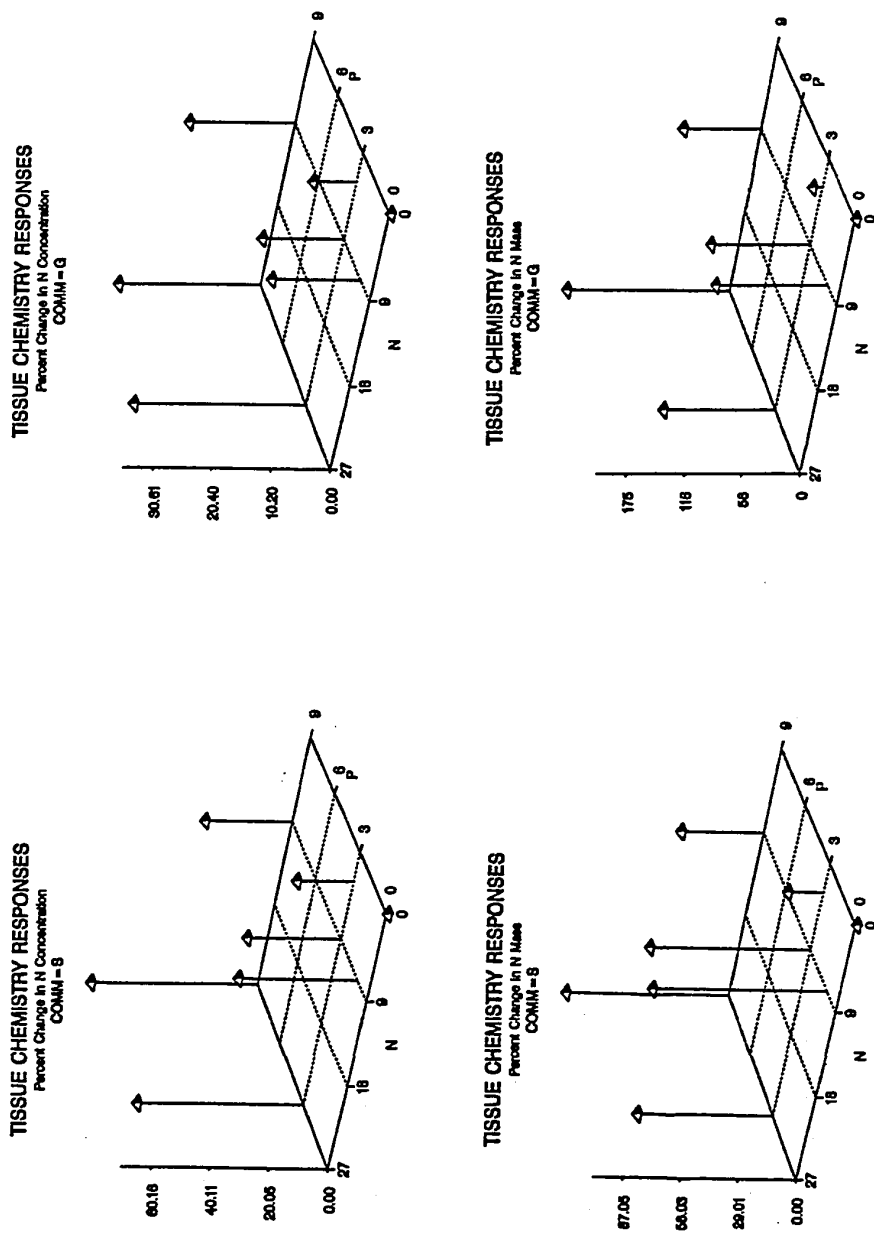 TISSUE CHEMISTRY RESPONSES
Percent Change in N Concentration
COMM = S
60.16
40.11
20.05
0.00
27
18
9
0
N
0
3
6
9
P
TISSUE CHEMISTRY RESPONSES
Percent Change in N Concentration
COMM = G
30.61
20.40
10.20
0.00
27
18
9
0
N
0
3
6
9
P
TISSUE CHEMISTRY RESPONSES
Percent Change in N Mass
COMM = S
87.05
58.03
29.01
0.00
27
18
9
0
N
0
3
6
9
P
TISSUE CHEMISTRY RESPONSES
Percent Change in N Mass
COMM = G
175
116
58
0
27
18
9
0
N
0
3
6
9
P